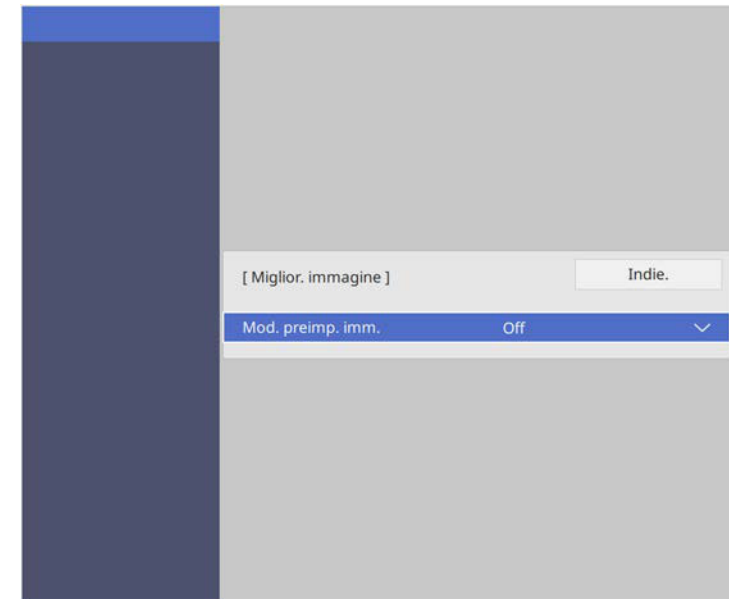 [ Miglior. immagine ]
Indie.
Mod. preimp. imm. Off